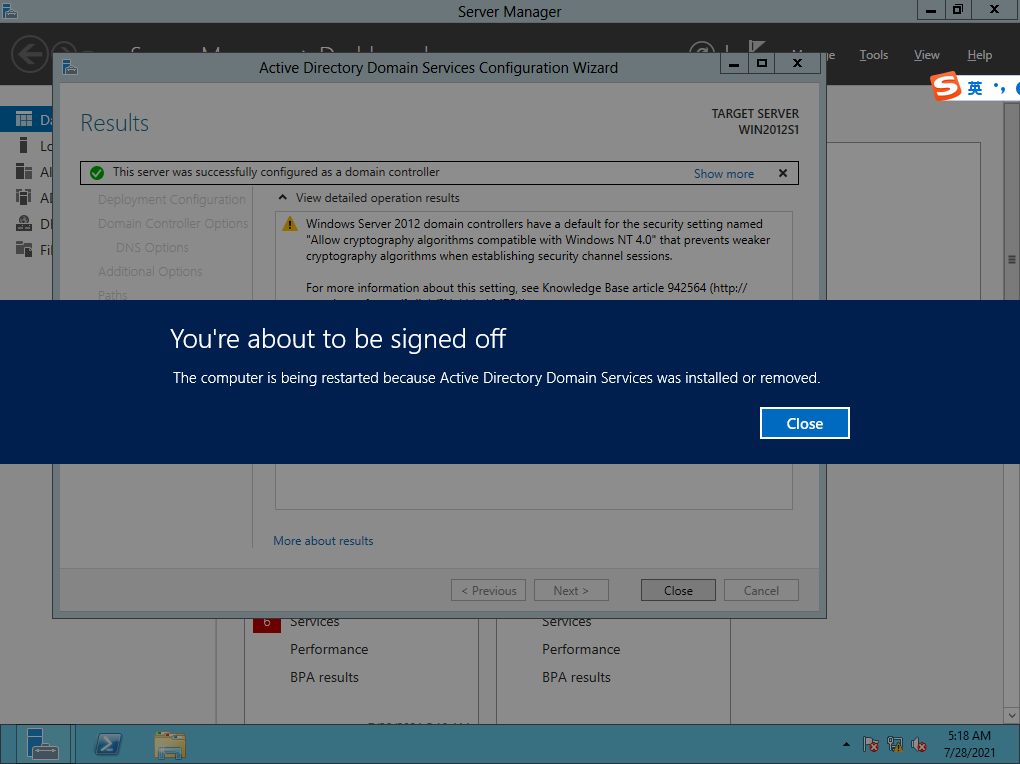 Server Manager
Tools
View
Help
Active Directory Domain Services Configuration Wizard
英
Results
TARGET SERVER
WIN2012S1
This server was successfully configured as a domain controller
Show more
Deployment Configuration
View detailed operation results
Domain Controller Options
DNS Options
Additional Options
Paths
Windows Server 2012 domain controllers have a default for the security setting named
"Allow cryptography algorithms compatible with Windows NT 4.0" that prevents weaker
cryptography algorithms when establishing security channel sessions.
For more information about this setting, see Knowledge Base article 942564 (http://
You're about to be signed off
The computer is being restarted because Active Directory Domain Services was installed or removed.
Close
More about results
< Previous
Next >
Close
Cancel
6
Services
Services
Performance
Performance
BPA results
BPA results
5:18 AM
7/28/2021